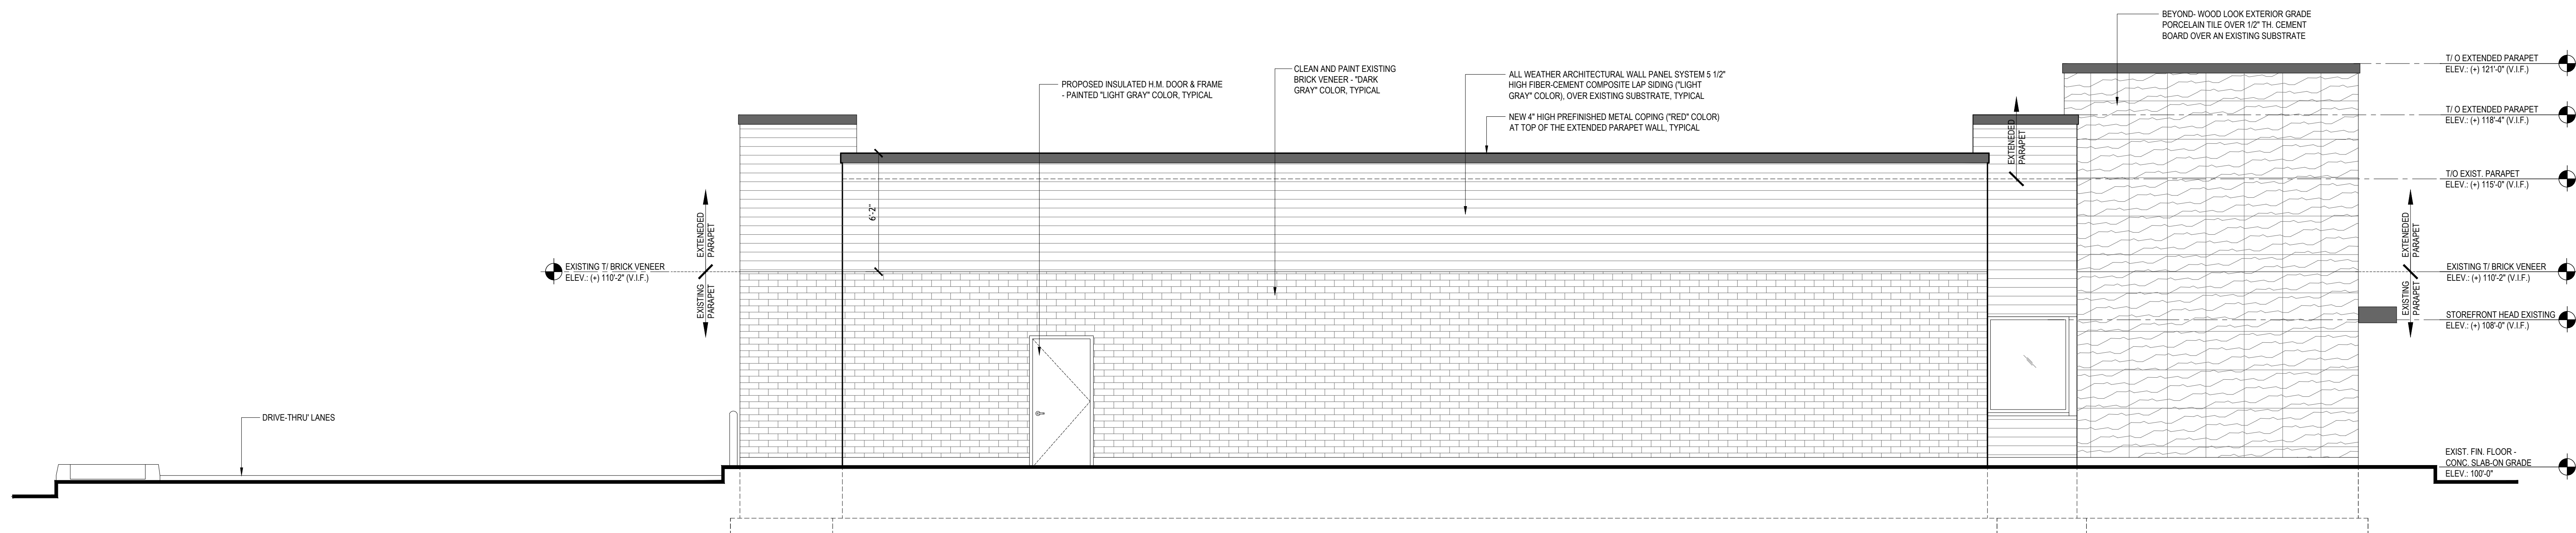 BEYOND- WOOD LOOK EXTERIOR GRADE
PORCELAIN TILE OVER 1/2" TH. CEMENT
BOARD OVER AN EXISTING SUBSTRATE
T/ O EXTENDED PARAPET
ELEV.: (+) 121'-0" (V.I.F.)
CLEAN AND PAINT EXISTING
BRICK VENEER - "DARK
GRAY" COLOR, TYPICAL
ALL WEATHER ARCHITECTURAL WALL PANEL SYSTEM 5 1/2"
HIGH FIBER-CEMENT COMPOSITE LAP SIDING ("LIGHT
GRAY" COLOR), OVER EXISTING SUBSTRATE, TYPICAL
PROPOSED INSULATED H.M. DOOR & FRAME
- PAINTED "LIGHT GRAY" COLOR, TYPICAL
T/ O EXTENDED PARAPET
ELEV.: (+) 118'-4" (V.I.F.)
NEW 4" HIGH PREFINISHED METAL COPING ("RED" COLOR)
AT TOP OF THE EXTENDED PARAPET WALL, TYPICAL
EXTENEDED
PARAPET
T/O EXIST. PARAPET
ELEV.: (+) 115'-0" (V.I.F.)
6'-2"
EXTENEDED
PARAPET
EXTENEDED
PARAPET
EXISTING T/ BRICK VENEER
ELEV.: (+) 110'-2" (V.I.F.)
EXISTING T/ BRICK VENEER
ELEV.: (+) 110'-2" (V.I.F.)
EXISTING
PARAPET
EXISTING
PARAPET
STOREFRONT HEAD EXISTING
ELEV.: (+) 108'-0" (V.I.F.)
DRIVE-THRU' LANES
EXIST. FIN. FLOOR -
CONC. SLAB-ON GRADE
ELEV.: 100'-0"